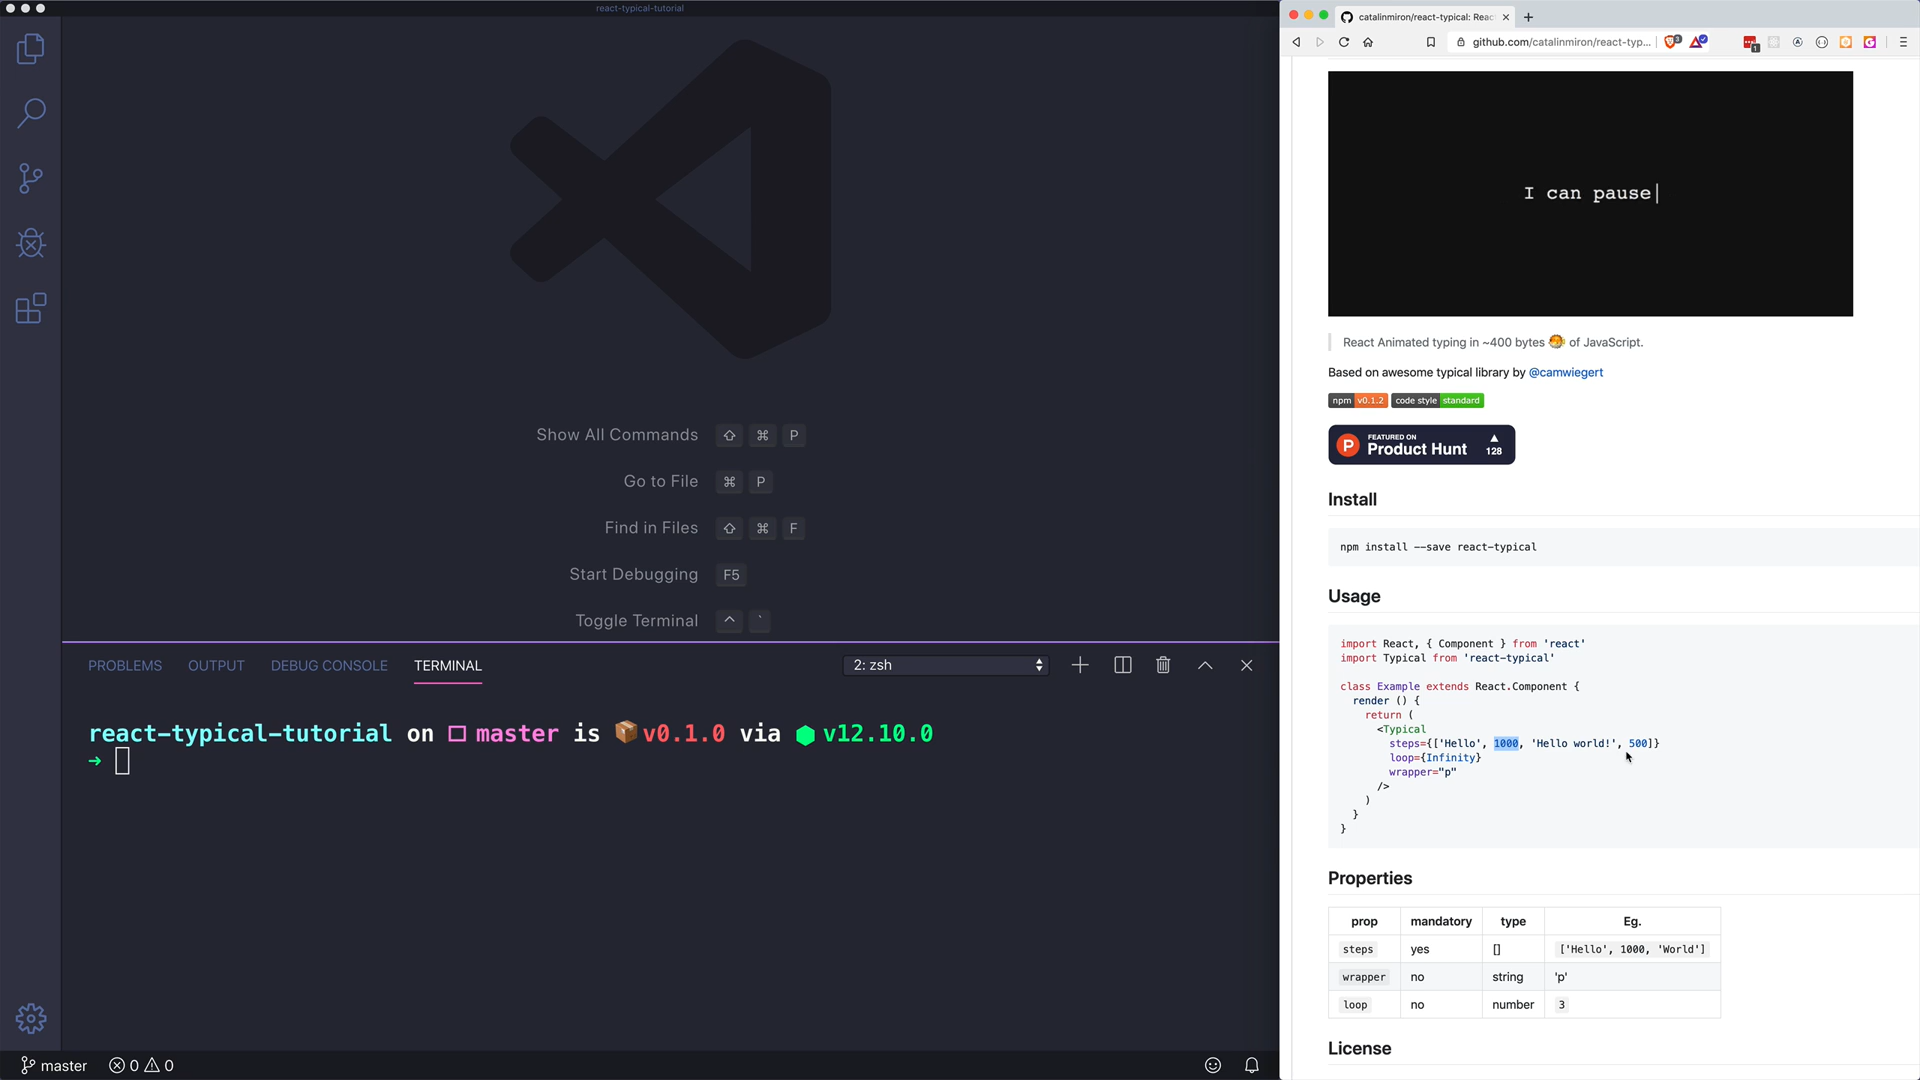 react-typical-tutorial
Show All Commands ⇧ ⌘ P
Go to File ⌘ P
Find in Files ⇧ ⌘ F
Start Debugging F5
Toggle Terminal ^ `
PROBLEMS OUTPUT DEBUG CONSOLE TERMINAL 2: zsh
react-typical-tutorial on master is v0.1.0 via v12.10.0
➜
master 0 0
catalinmiron/react-typical: Reac
github.com/catalinmiron/react-typ...
I can pause
React Animated typing in ~400 bytes of JavaScript.
Based on awesome typical library by @camwiegert
npm v0.1.2 code style standard
P FEATURED ON
Product Hunt 128
Install
npm install --save react-typical
Usage
import React, { Component } from 'react'
import Typical from 'react-typical'
class Example extends React.Component {
render () {
return (
<Typical
steps={['Hello', 1000, 'Hello world!', 500]}
loop={Infinity}
wrapper="p"
/>
)
}
}
Properties
prop mandatory type Eg.
steps yes [] ['Hello', 1000, 'World']
wrapper no string 'p'
loop no number 3
License